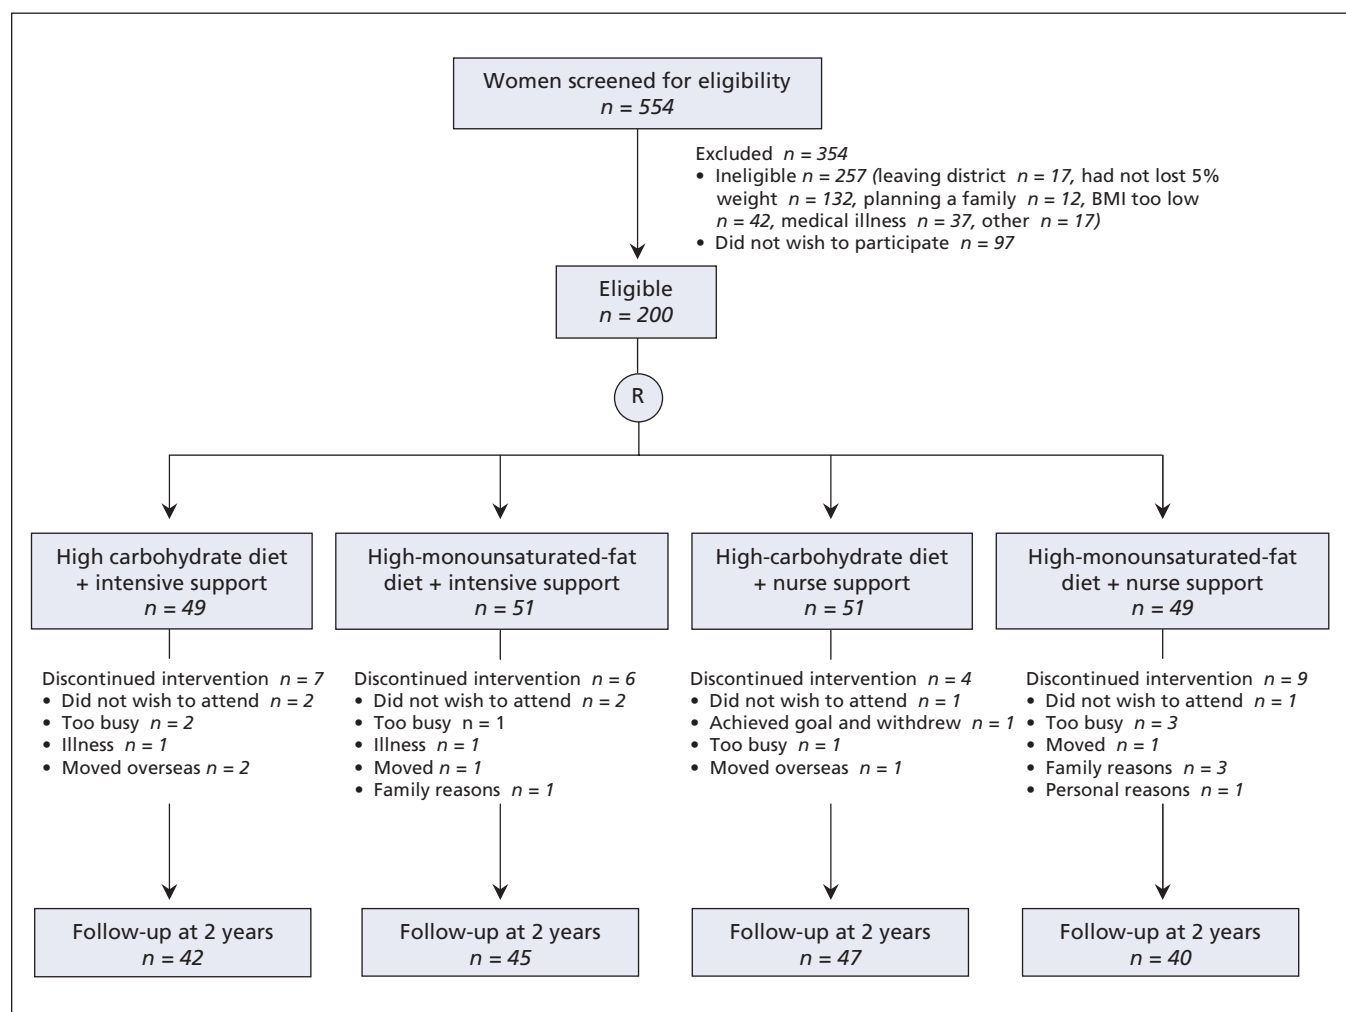 Women screened for eligibility
n = 554
Excluded n = 354
• Ineligible n = 257 (leaving district n = 17, had not lost 5%
weight n = 132, planning a family n = 12, BMI too low
n = 42, medical illness n = 37, other n = 17)
• Did not wish to participate n = 97
Eligible
n = 200
R
High carbohydrate diet
+ intensive support
n = 49
High-monounsaturated-fat
diet + intensive support
n = 51
High-carbohydrate diet
+ nurse support
n = 51
High-monounsaturated-fat
diet + nurse support
n = 49
Discontinued intervention n = 7
• Did not wish to attend n = 2
• Too busy n = 2
• Illness n = 1
• Moved overseas n = 2
Discontinued intervention n = 6
• Did not wish to attend n = 2
• Too busy n = 1
• Illness n = 1
• Moved n = 1
• Family reasons n = 1
Discontinued intervention n = 4
• Did not wish to attend n = 1
• Achieved goal and withdrew n = 1
• Too busy n = 1
• Moved overseas n = 1
Discontinued intervention n = 9
• Did not wish to attend n = 1
• Too busy n = 3
• Moved n = 1
• Family reasons n = 3
• Personal reasons n = 1
Follow-up at 2 years
n = 42
Follow-up at 2 years
n = 45
Follow-up at 2 years
n = 47
Follow-up at 2 years
n = 40